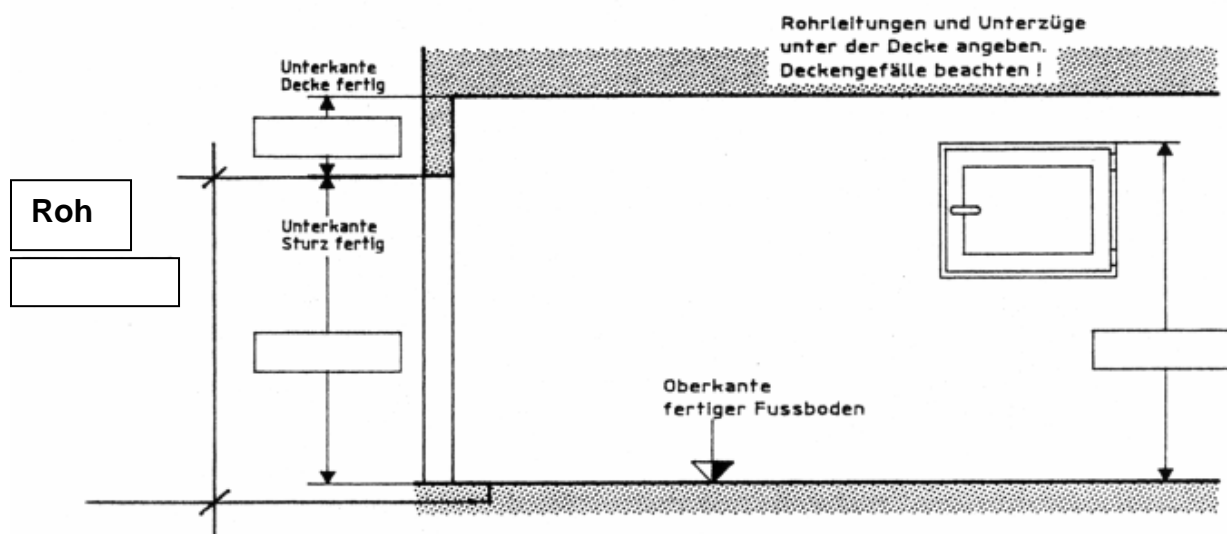 Rohrleitungen und Unterzüge
unter der Decke angeben.
Deckengefälle beachten !
Unterkante
Decke fertig
Roh
Unterkante
Sturz fertig
Oberkante
fertiger Fussboden